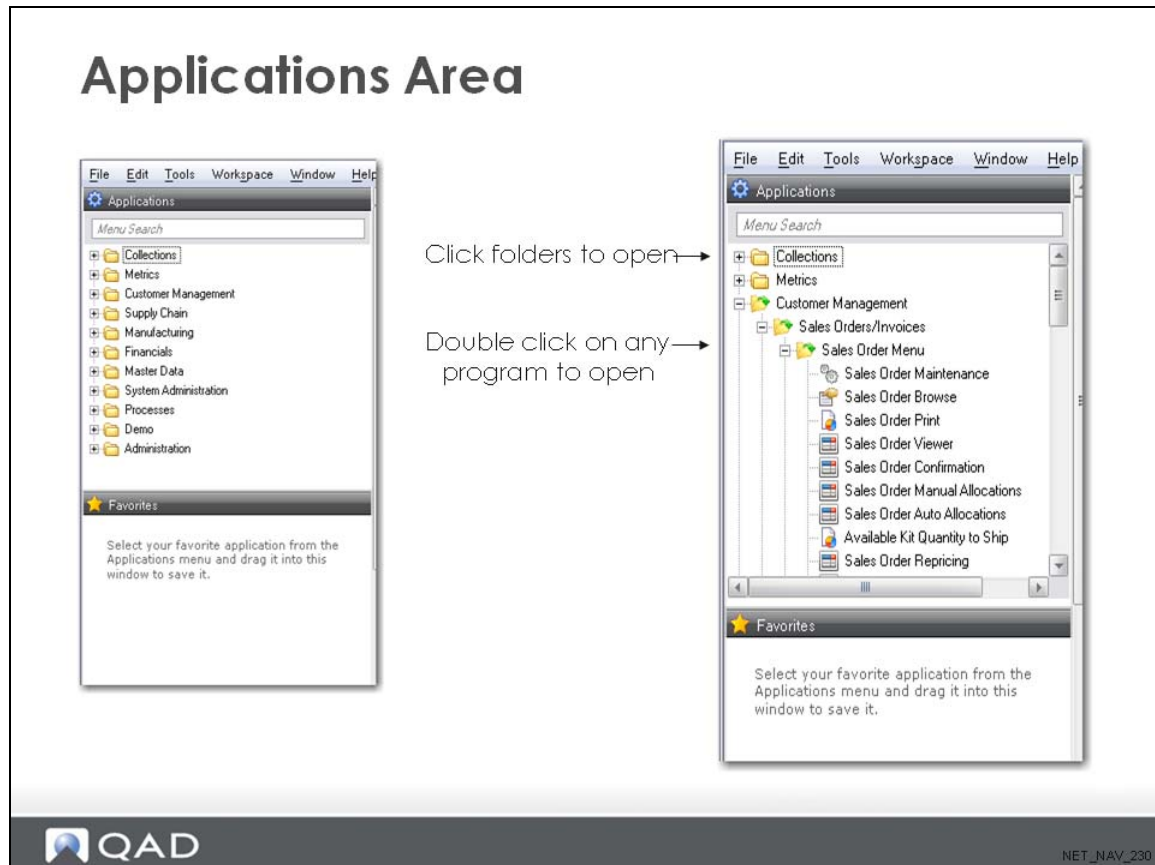 Applications Area
File Edit Tools Workspace Window Help
Applications
Menu Search
Collections
Metrics
Customer Management
Supply Chain
Manufacturing
Financials
Master Data
System Administration
Processes
Demo
Administration
Favorites
Select your favorite application from the
Applications menu and drag it into this
window to save it.
Click folders to open
Double click on any
program to open
File Edit Tools Workspace Window Help
Applications
Menu Search
Collections
Metrics
Customer Management
Sales Orders/Invoices
Sales Order Menu
Sales Order Maintenance
Sales Order Browse
Sales Order Print
Sales Order Viewer
Sales Order Confirmation
Sales Order Manual Allocations
Sales Order Auto Allocations
Available Kit Quantity to Ship
Sales Order Repricing
Favorites
Select your favorite application from the
Applications menu and drag it into this
window to save it.
QAD
NET_NAV_230